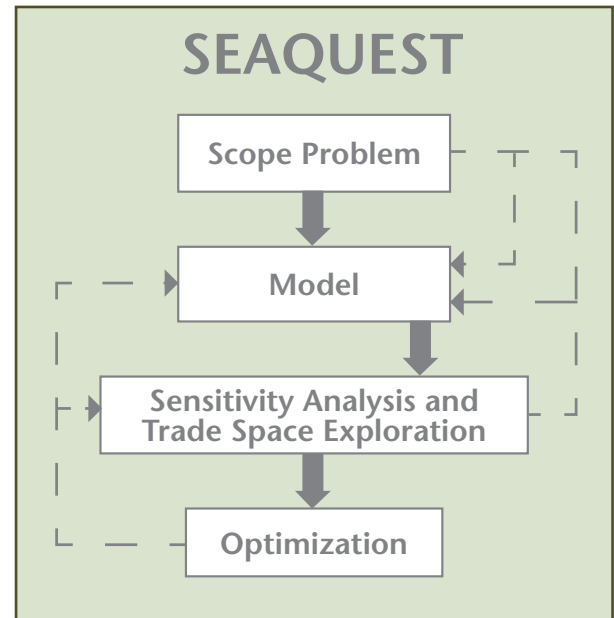 SEAQUEST
Scope Problem
Model
Sensitivity Analysis and
Trade Space Exploration
Optimization